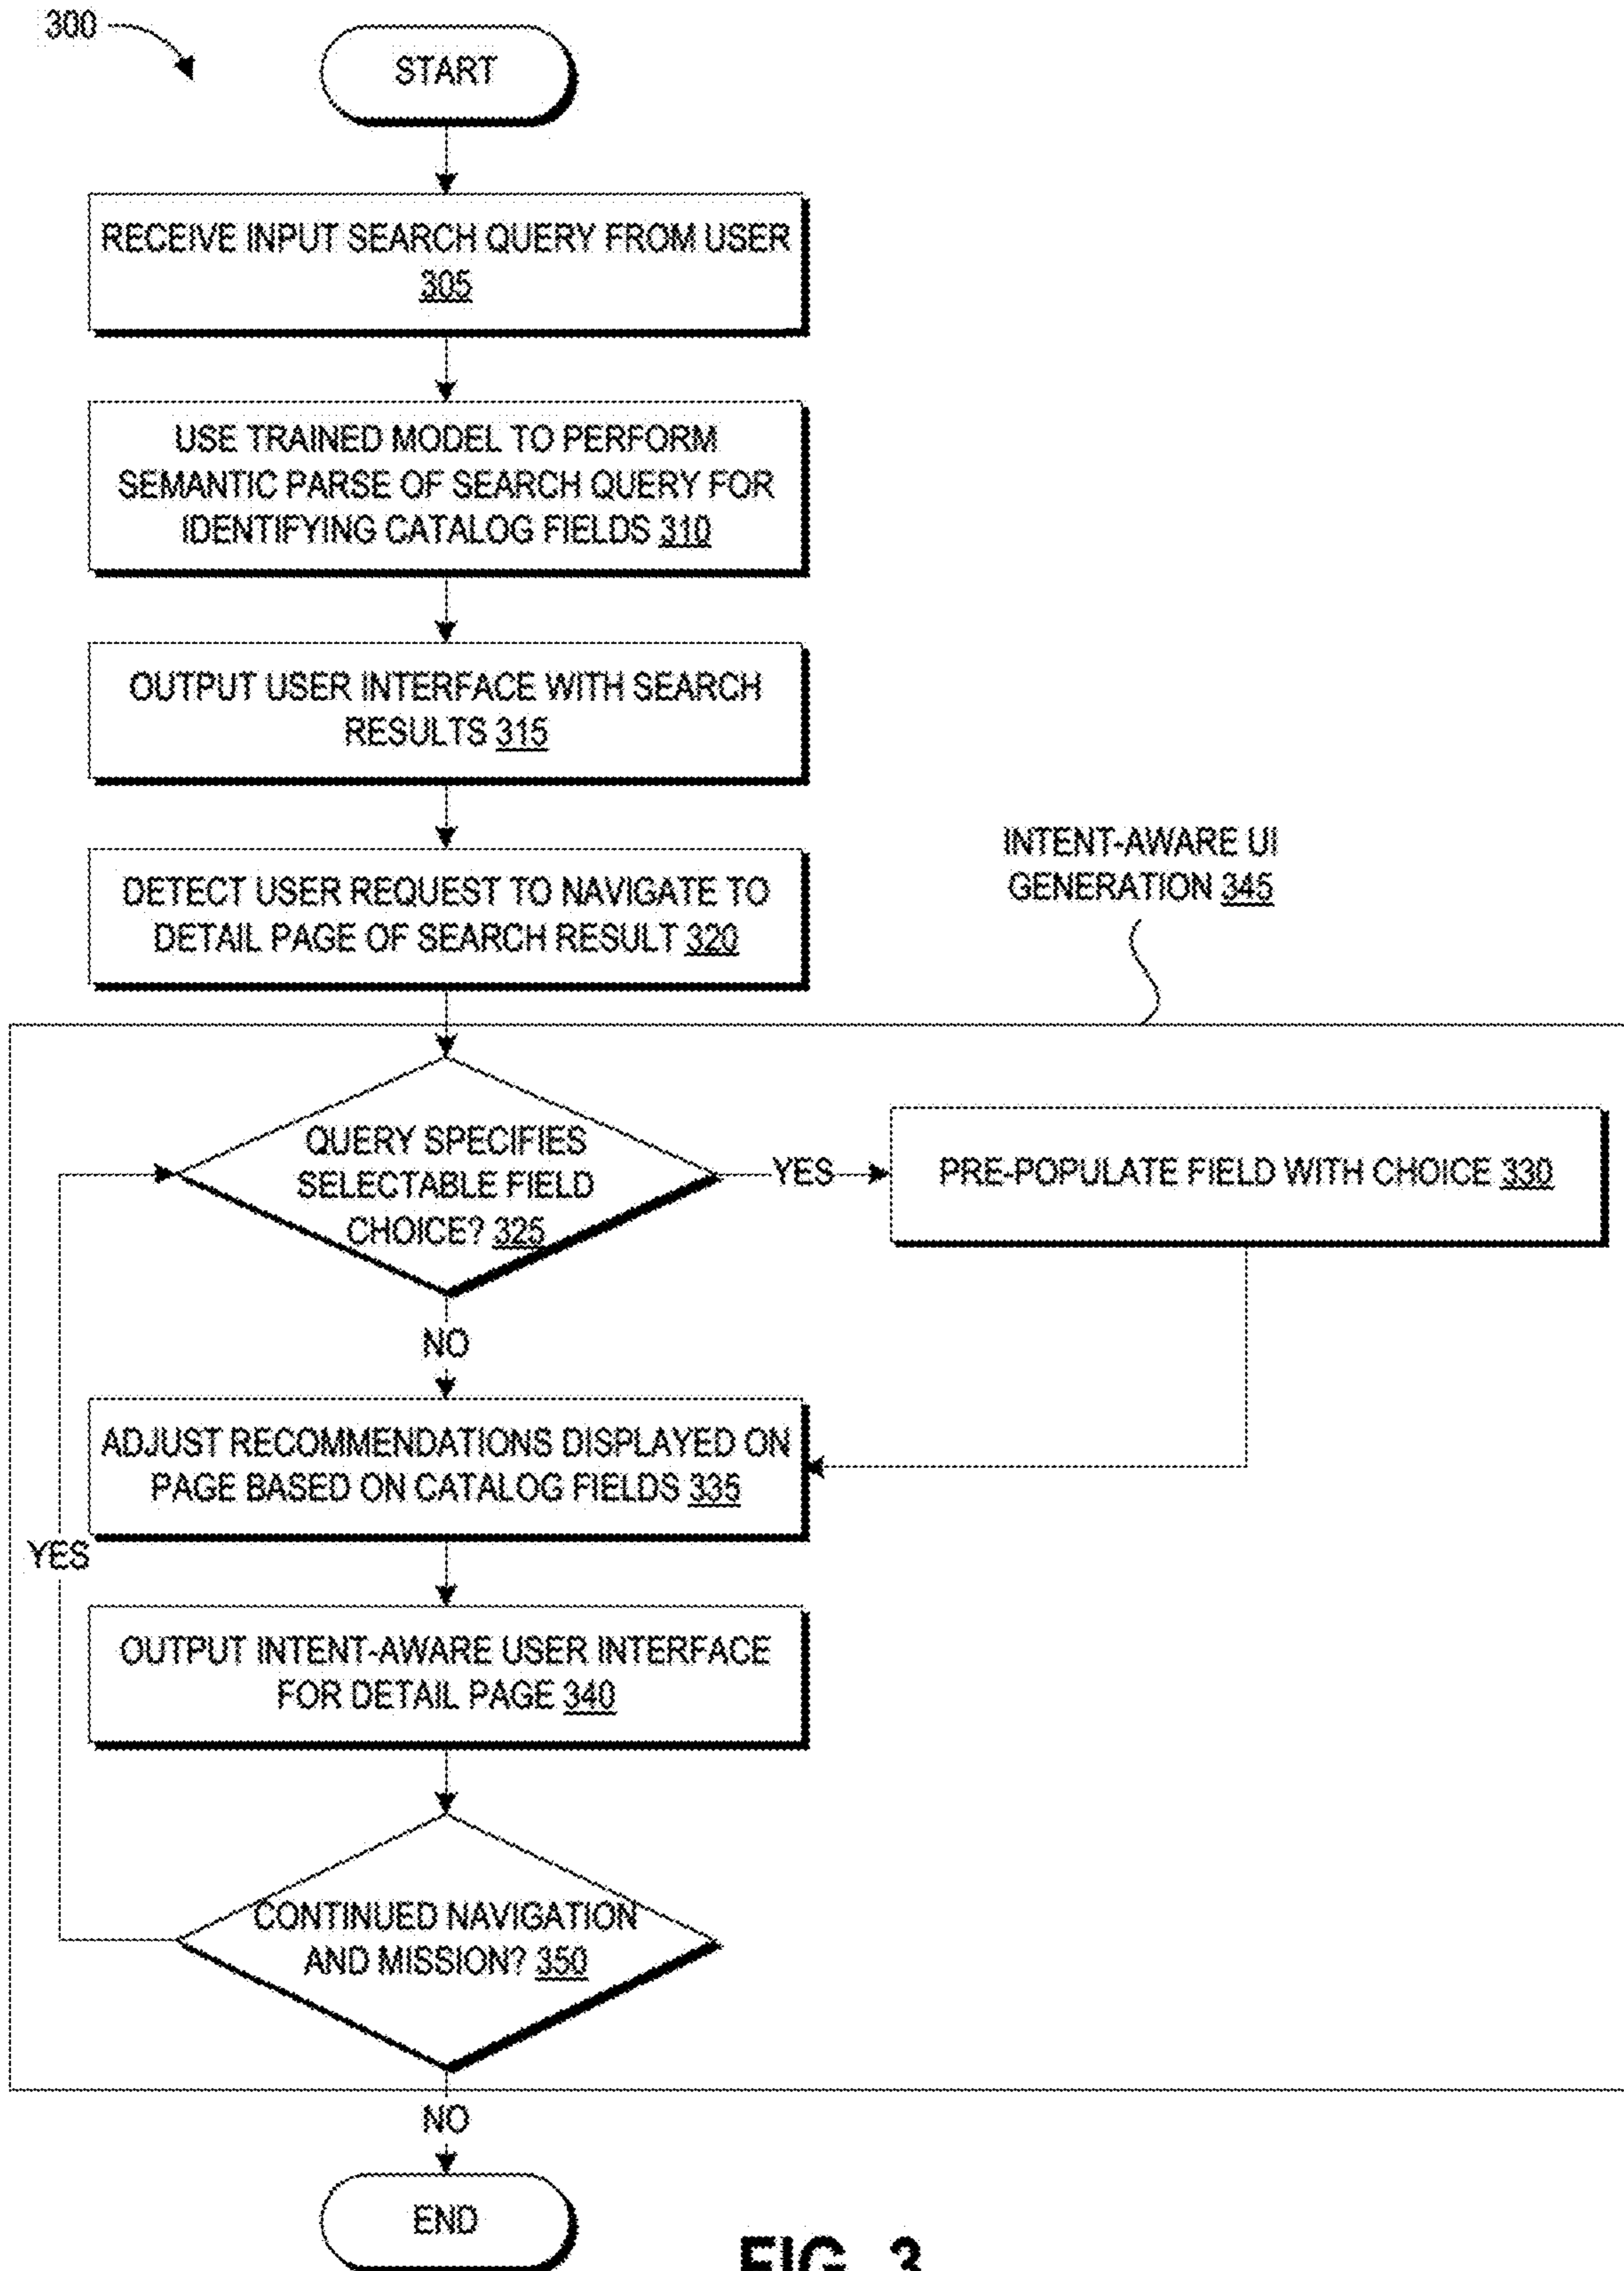 300
START
RECEIVE INPUT SEARCH QUERY FROM USER
305
USE TRAINED MODEL TO PERFORM
SEMANTIC PARSE OF SEARCH QUERY FOR
IDENTIFYING CATALOG FIELDS 310
OUTPUT USER INTERFACE WITH SEARCH
RESULTS 315
DETECT USER REQUEST TO NAVIGATE TO
DETAIL PAGE OF SEARCH RESULT 320
INTENT-AWARE UI
GENERATION 345
QUERY SPECIFIES
SELECTABLE FIELD
CHOICE? 325
YES
PRE-POPULATE FIELD WITH CHOICE 330
NO
ADJUST RECOMMENDATIONS DISPLAYED ON
PAGE BASED ON CATALOG FIELDS 335
YES
OUTPUT INTENT-AWARE USER INTERFACE
FOR DETAIL PAGE 340
CONTINUED NAVIGATION
AND MISSION? 350
NO
END
FIG. 3